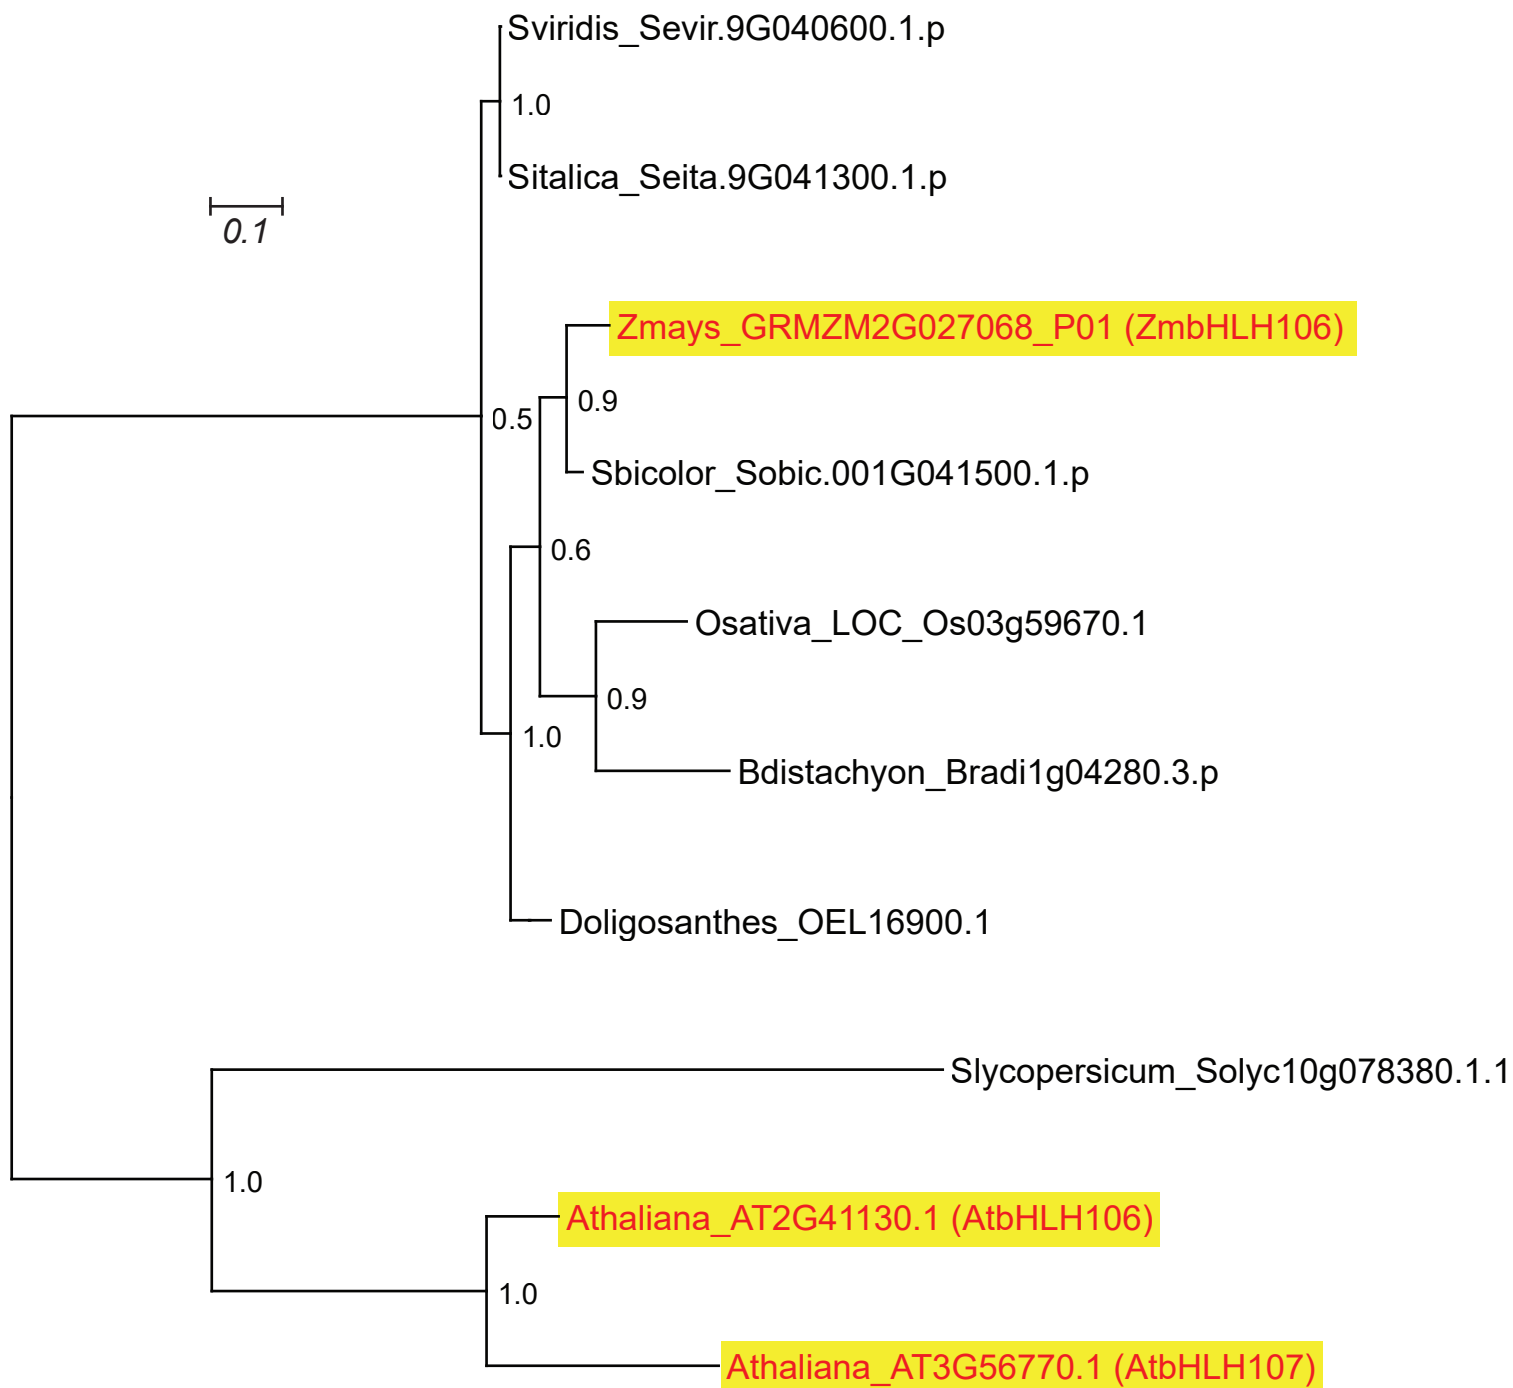 Sviridis_Sevir.9G040600.1.p
1.0
Sitalica_Seita.9G041300.1.p
0.1
Zmays_GRMZM2G027068_P01 (ZmbHLH106)
0.9
0.5
Sbicolor_Sobic.001G041500.1.p
0.6
Osativa_LOC_Os03g59670.1
0.9
1.0
Bdistachyon_Bradi1g04280.3.p
Doligosanthes_OEL16900.1
Slycopersicum_Solyc10g078380.1.1
1.0
Athaliana_AT2G41130.1 (AtbHLH106)
1.0
Athaliana_AT3G56770.1 (AtbHLH107)